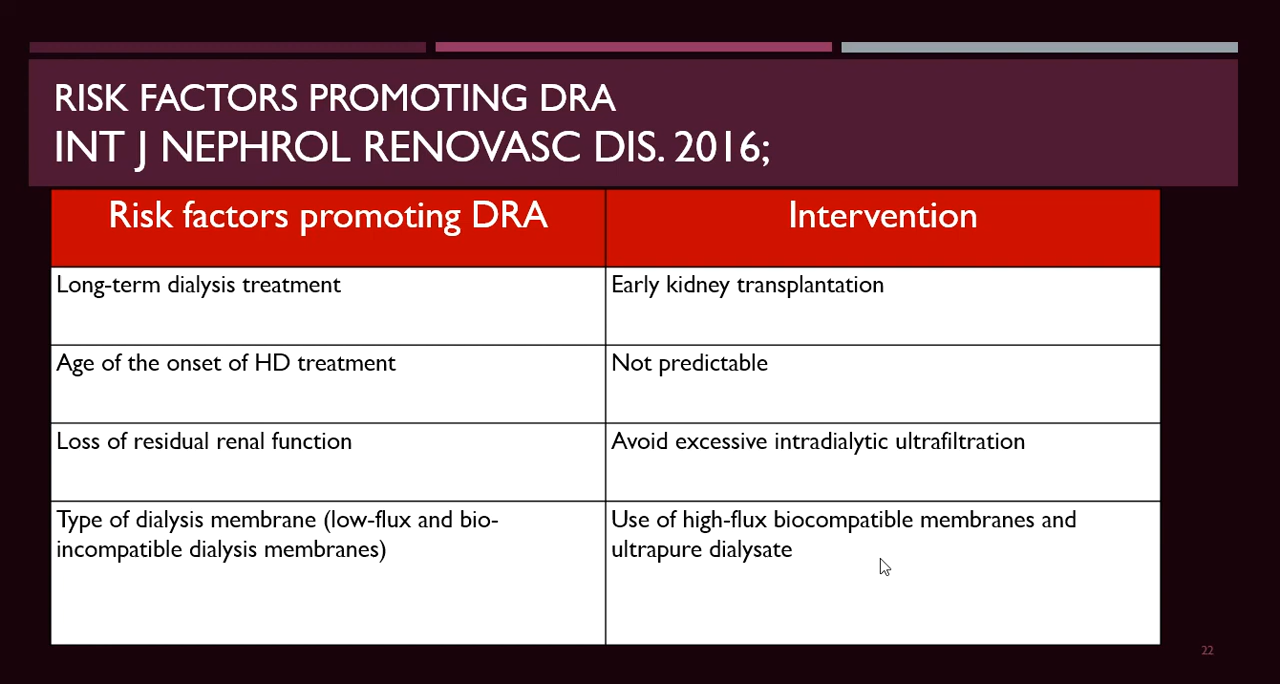 RISK FACTORS PROMOTING DRA
INT J NEPHROL RENOVASC DIS. 2016;
Risk factors promoting DRA
Intervention
Long-term dialysis treatment
Early kidney transplantation
Age of the onset of HD treatment
Not predictable
Loss of residual renal function
Avoid excessive intradialytic ultrafiltration
Type of dialysis membrane (low-flux and bio-
incompatible dialysis membranes)
Use of high-flux biocompatible membranes and
ultrapure dialysate
22